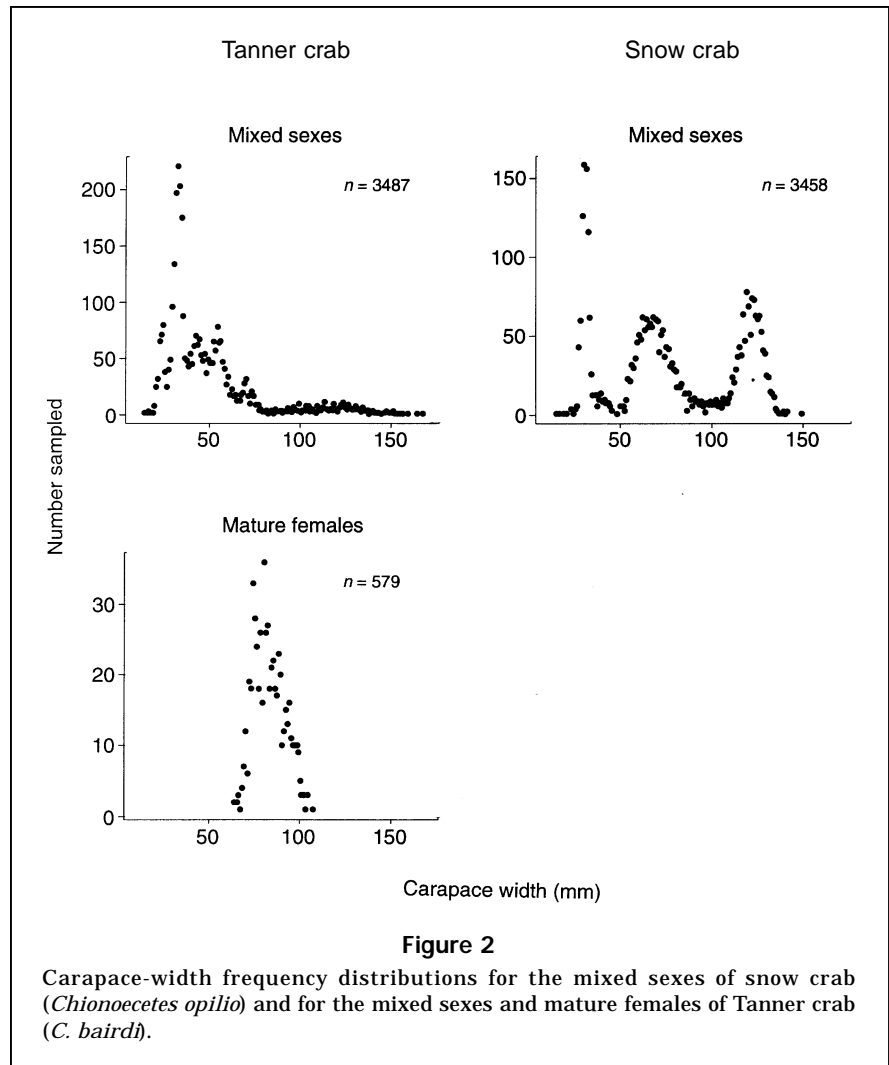 Tanner crab
Snow crab
Mixed sexes
n = 3487
200
150
100
50
0
50
100
150
Mixed sexes
n = 3458
150
100
50
0
50
100
150
Number sampled
Mature females
n = 579
30
20
10
0
50
100
150
Carapace width (mm)
Figure 2
Carapace-width frequency distributions for the mixed sexes of snow crab
(Chionoecetes opilio) and for the mixed sexes and mature females of Tanner crab
(C. bairdi).